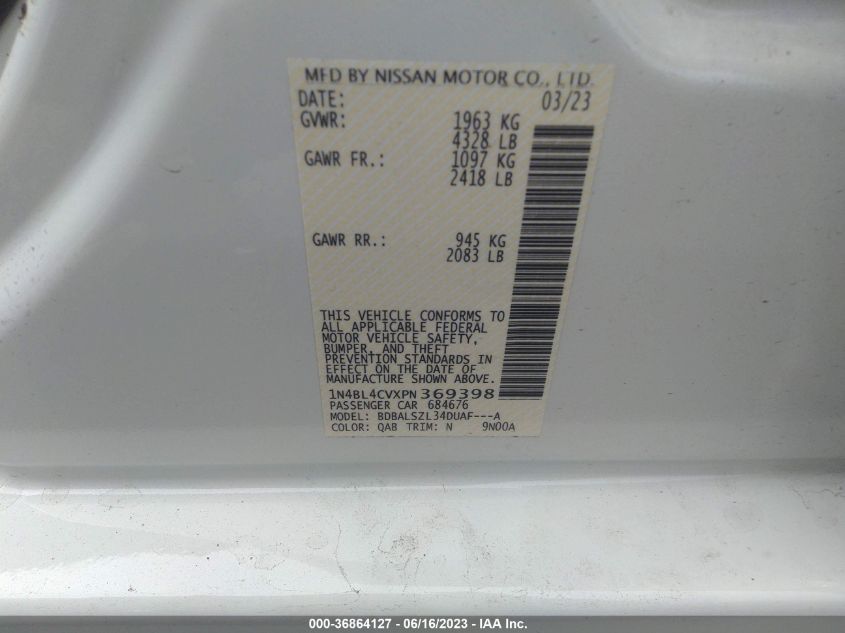 MFD BY NISSAN MOTOR CO., LTD.
DATE: 03/23
GVWR: 1963 KG
4328 LB
GAWR FR.: 1097 KG
2418 LB
GAWR RR.: 945 KG
2083 LB
THIS VEHICLE CONFORMS TO
ALL APPLICABLE FEDERAL
MOTOR VEHICLE SAFETY,
BUMPER, AND THEFT
PREVENTION STANDARDS IN
EFFECT ON THE DATE OF
MANUFACTURE SHOWN ABOVE.
1N4BL4CVXPN369398
PASSENGER CAR 684676
MODEL: BDBALSZL34DUAF---A
COLOR: QAB TRIM: N 9N00A
000-36864127 - 06/16/2023 - IAA Inc.